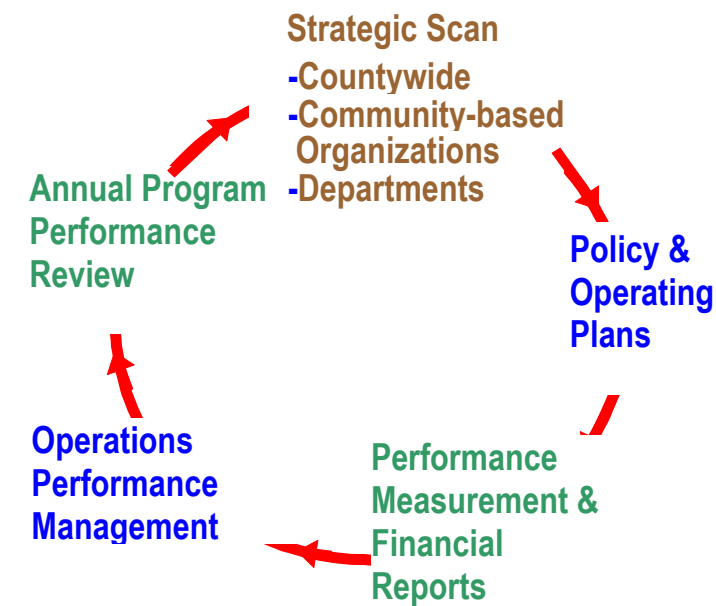 Strategic Scan
-Countywide
-Community-based
Organizations
-Departments
Policy &
Operating
Plans
Performance
Measurement &
Financial
Reports
Operations
Performance
Management
Annual Program
Performance
Review